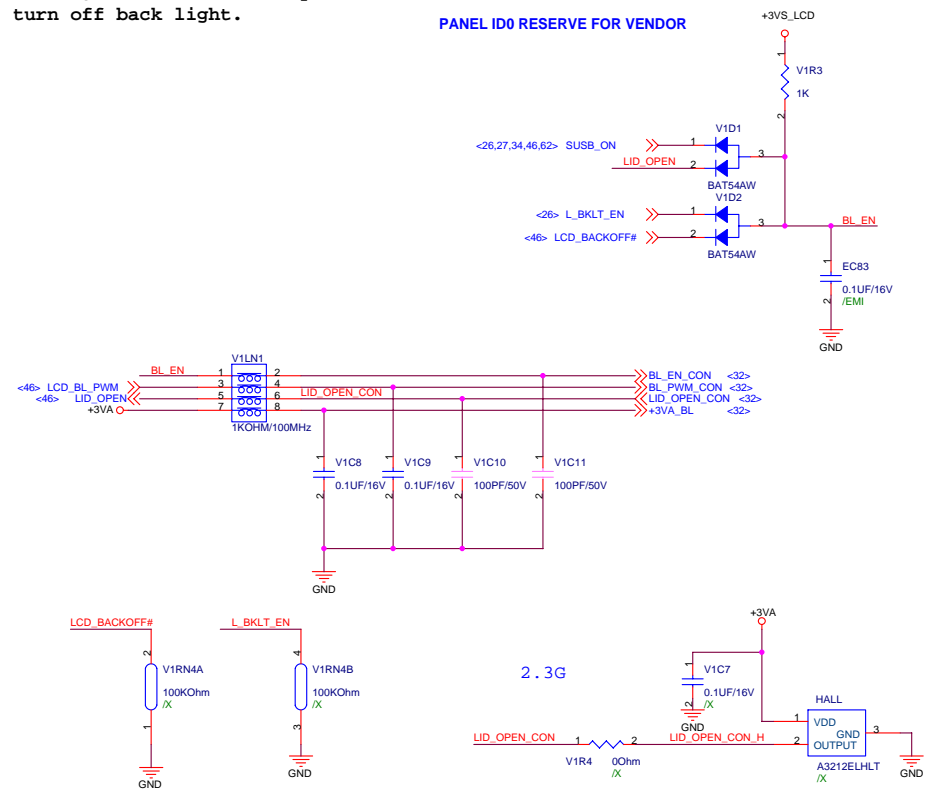 turn off back light.
PANEL ID0 RESERVE FOR VENDOR
+3VS_LCD
1
V1R3
1K
2
V1D1
<26,27,34,46,62> SUSB_ON
1
3
LID_OPEN
2
BAT54AW
V1D2
<26> L_BKLT_EN
1
3
BL_EN
<46> LCD_BACKOFF#
2
BAT54AW
1
EC83
0.1UF/16V
2
/EMI
GND
V1LN1
BL_EN
1
2
BL_EN_CON <32>
<46> LCD_BL_PWM
3
4
BL_PWM_CON <32>
<46> LID_OPEN
5
6
LID_OPEN_CON
LID_OPEN_CON <32>
+3VA
7
8
+3VA_BL <32>
1KOHM/100MHz
1
V1C8
1
V1C9
1
V1C10
1
V1C11
0.1UF/16V
0.1UF/16V
100PF/50V
100PF/50V
2
2
2
2
GND
LCD_BACKOFF#
L_BKLT_EN
+3VA
2
V1RN4A
100KOhm
/X
1
GND
4
V1RN4B
100KOhm
/X
3
GND
2.3G
1
V1C7
0.1UF/16V
2
/X
GND
HALL
1
VDD
GND
3
OUTPUT
2
A3212ELHLT
/X
GND
LID_OPEN_CON
1
2
LID_OPEN_CON_H
V1R4
0Ohm
/X